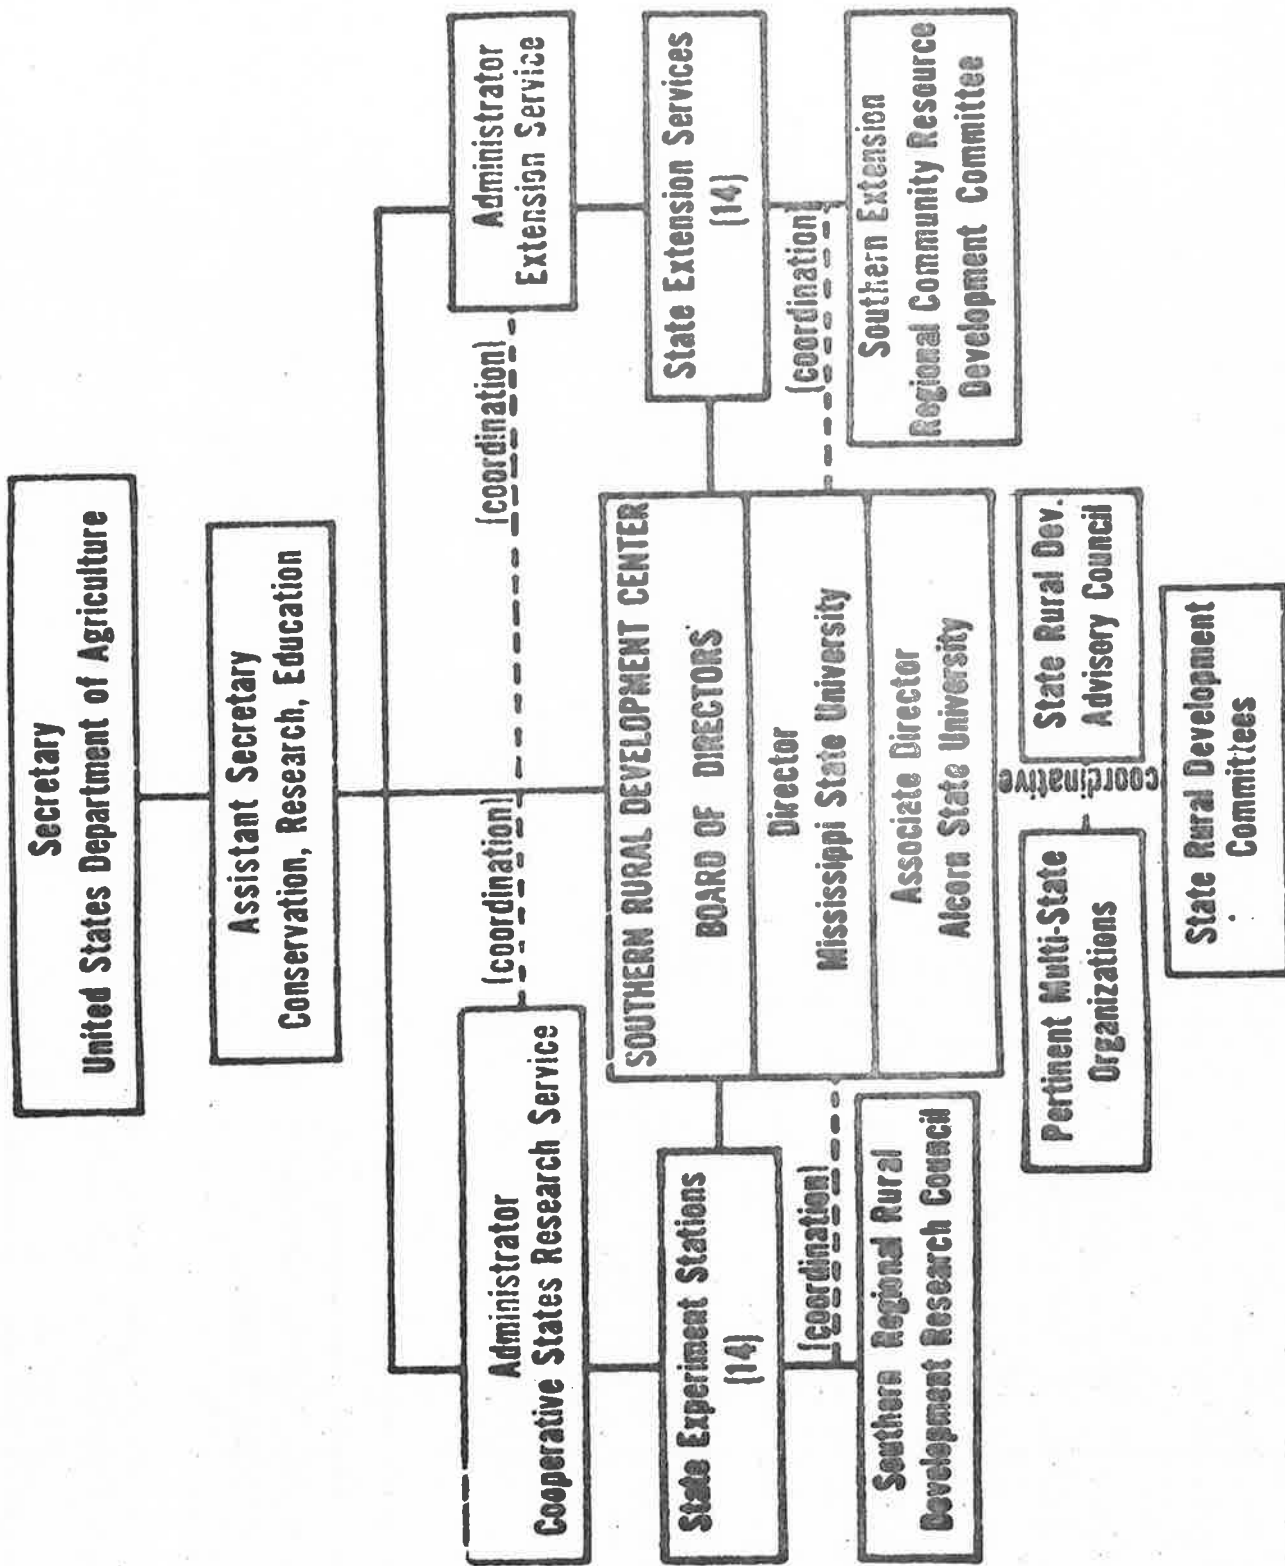 Secretary
United States Department of Agriculture
Assistant Secretary
Conservation, Research, Education
Administrator
Cooperative States Research Service
(coordination)
(coordination)
Administrator
Extension Service
State Experiment Stations
(14)
SOUTHERN RURAL DEVELOPMENT CENTER
BOARD OF DIRECTORS
Director
Mississippi State University
Associate Director
Alcorn State University
State Extension Services
(14)
(coordination)
(coordination)
Southern Regional Rural
Development Research Council
Southern Extension
Regional Community Resource
Development Committee
Pertinent Multi-State
Organizations
coordinative
State Rural Dev.
Advisory Council
State Rural Development
Committees